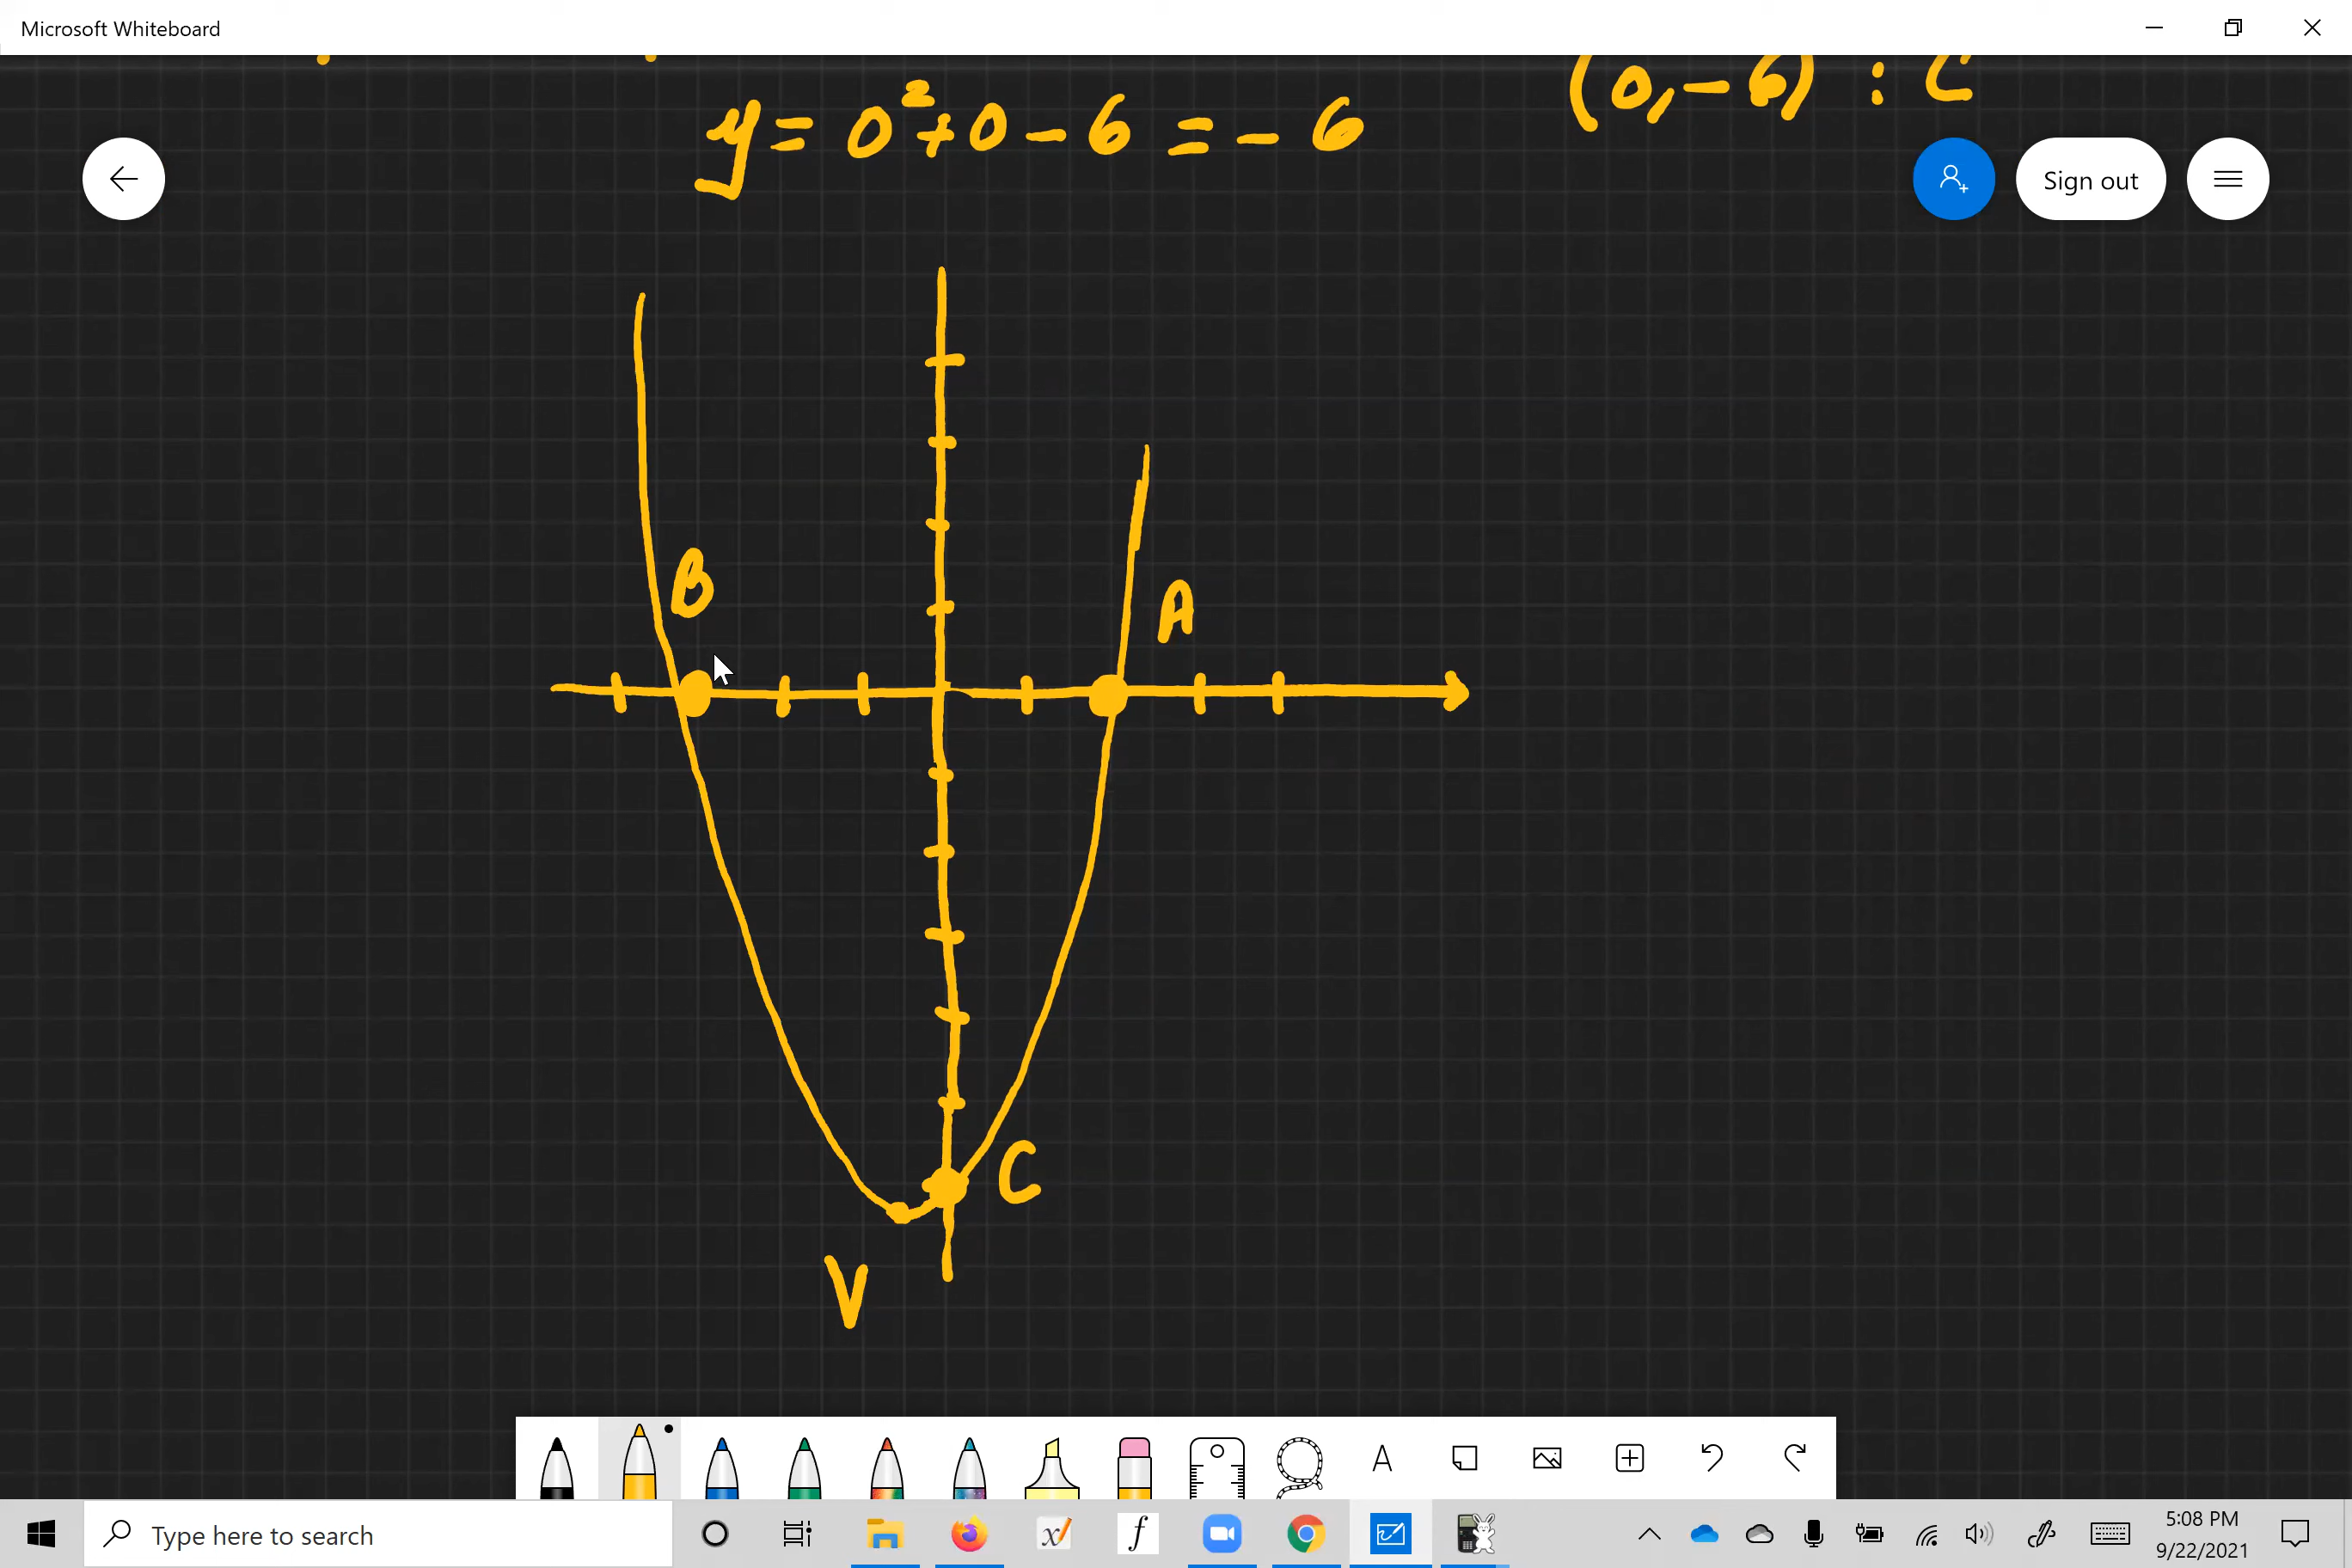 Microsoft Whiteboard
(0,-6) : C
y = 0²+0-6 = -6
Sign out
B
A
C
V
A
Type here to search
x
f
5:08 PM
9/22/2021